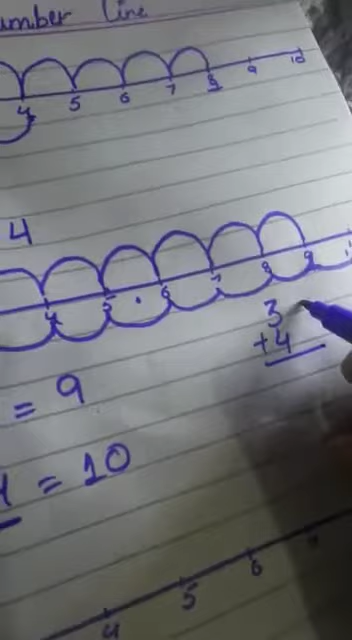 umber line
4 5 6 7 8 9 10
4
4 5 6 7 8 9
3
+4
= 9
= 10
4 5 6